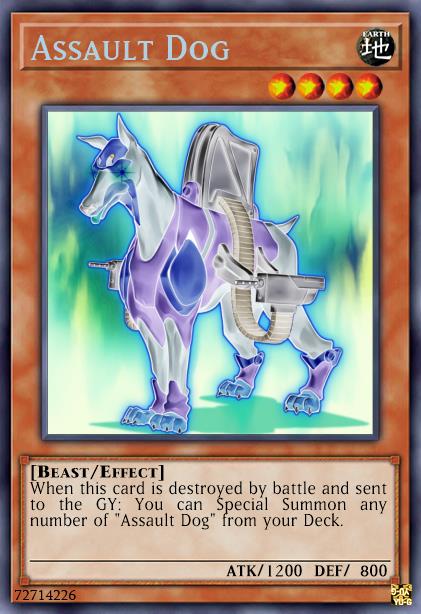 ASSAULT DOG
EARTH
地
[BEAST/EFFECT]
When this card is destroyed by battle and sent
to the GY: You can Special Summon any
number of "Assault Dog" from your Deck.
ATK/1200 DEF/ 800
72714226